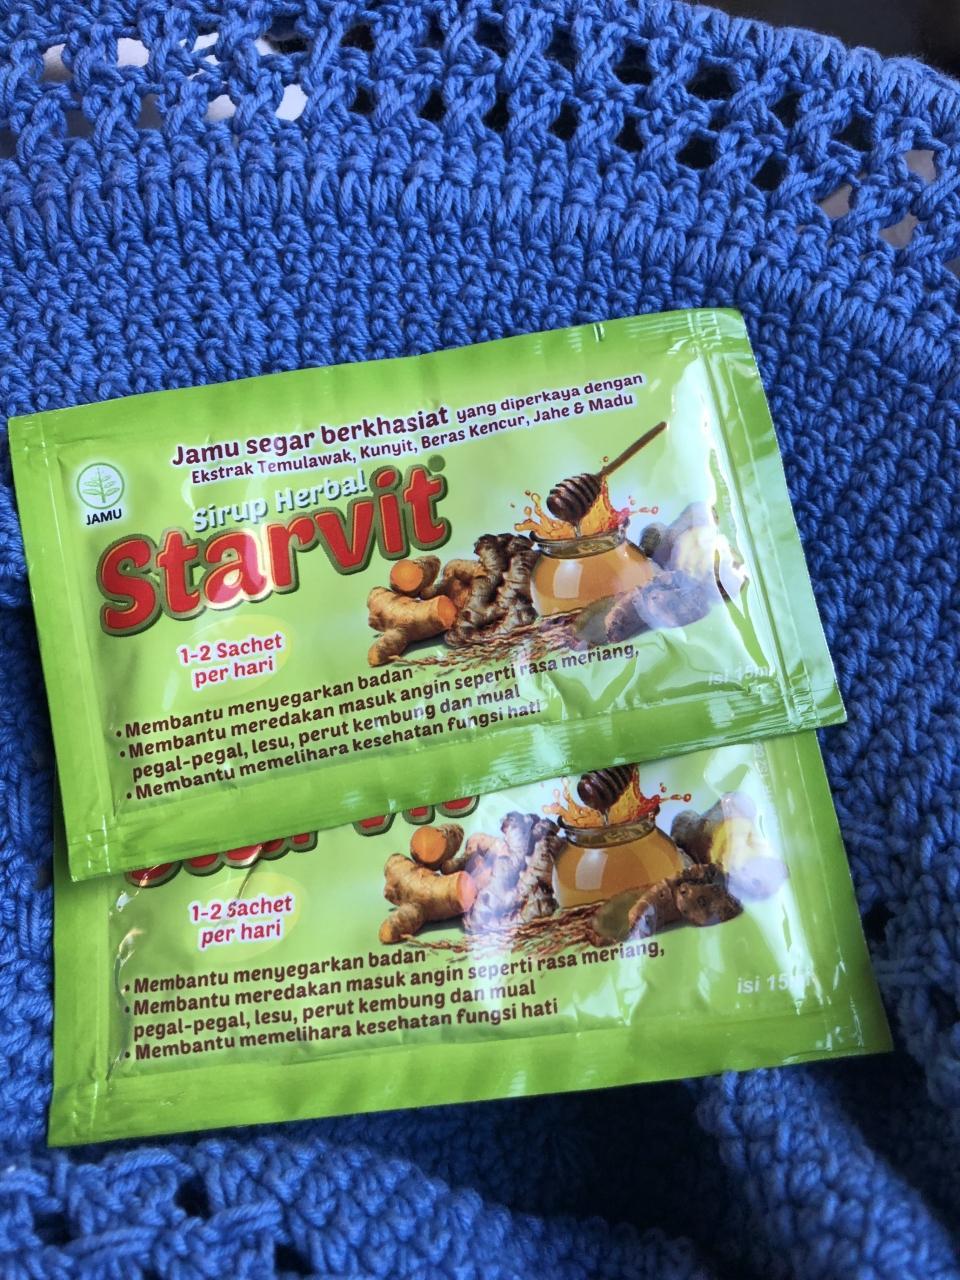 Jamu segar berkhasiat yang diperkaya dengan
Ekstrak Temulawak, Kunyit, Beras Kencur, Jahe & Madu
JAMU
Sirup Herbal
Starvit®
1-2 Sachet
per hari
• Membantu menyegarkan badan
• Membantu meredakan masuk angin seperti rasa meriang,
pegal-pegal, lesu, perut kembung dan mual
• Membantu memelihara kesehatan fungsi hati
isi 15ml
1-2 Sachet
per hari
• Membantu menyegarkan badan
• Membantu meredakan masuk angin seperti rasa meriang,
pegal-pegal, lesu, perut kembung dan mual
• Membantu memelihara kesehatan fungsi hati
isi